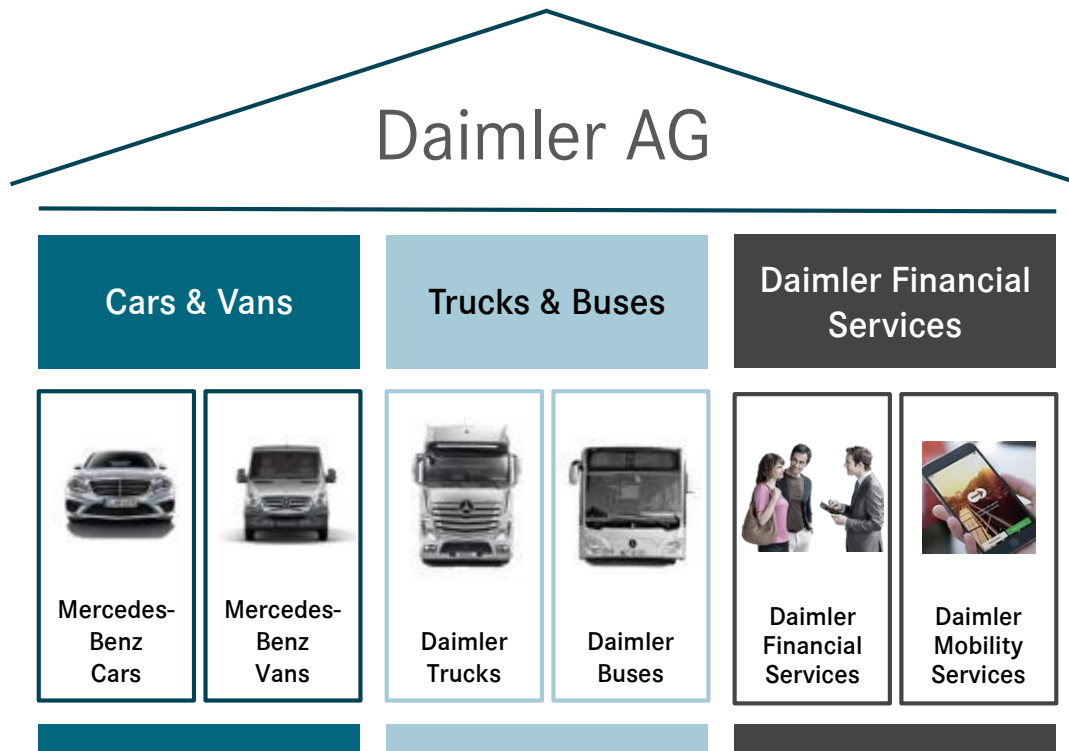 Daimler AG
Cars & Vans
Trucks & Buses
Daimler Financial
Services
Mercedes-
Benz
Cars
Mercedes-
Benz
Vans
Daimler
Trucks
Daimler
Buses
Daimler
Financial
Services
Daimler
Mobility
Services